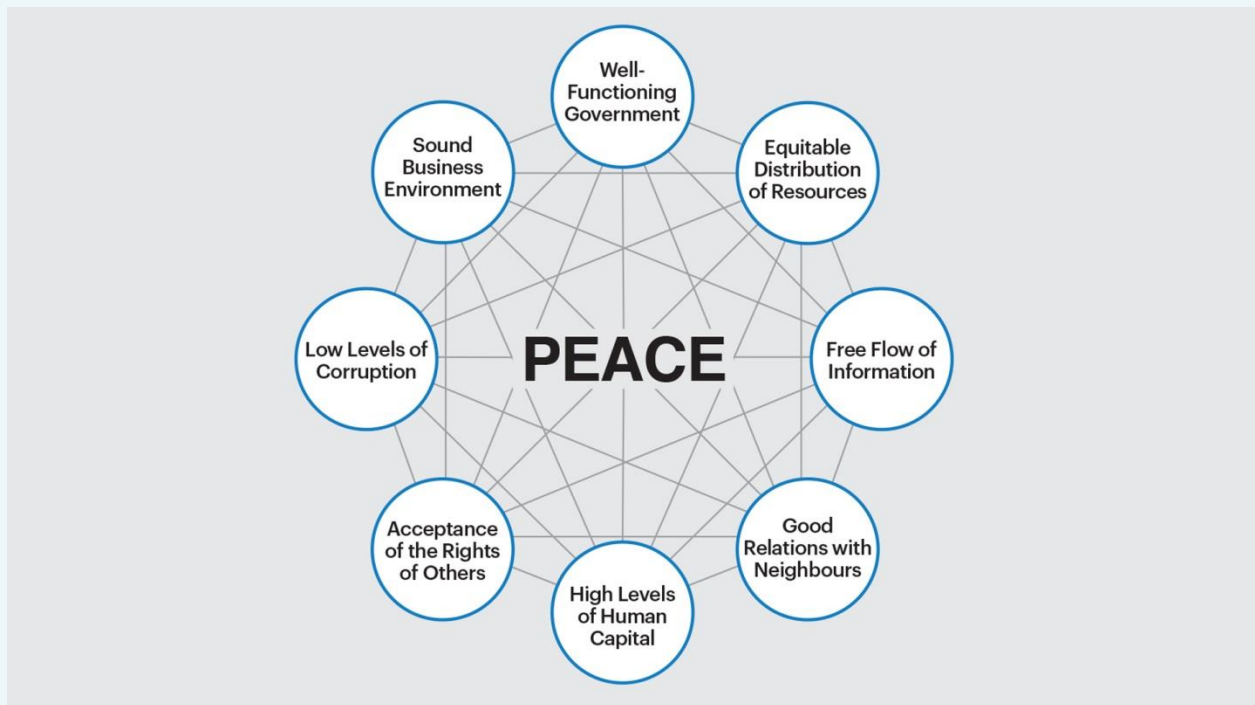 Well-
Functioning
Government
Equitable
Distribution
of Resources
Free Flow of
Information
Good
Relations with
Neighbours
High Levels
of Human
Capital
Acceptance
of the Rights
of Others
Low Levels of
Corruption
Sound
Business
Environment
PEACE